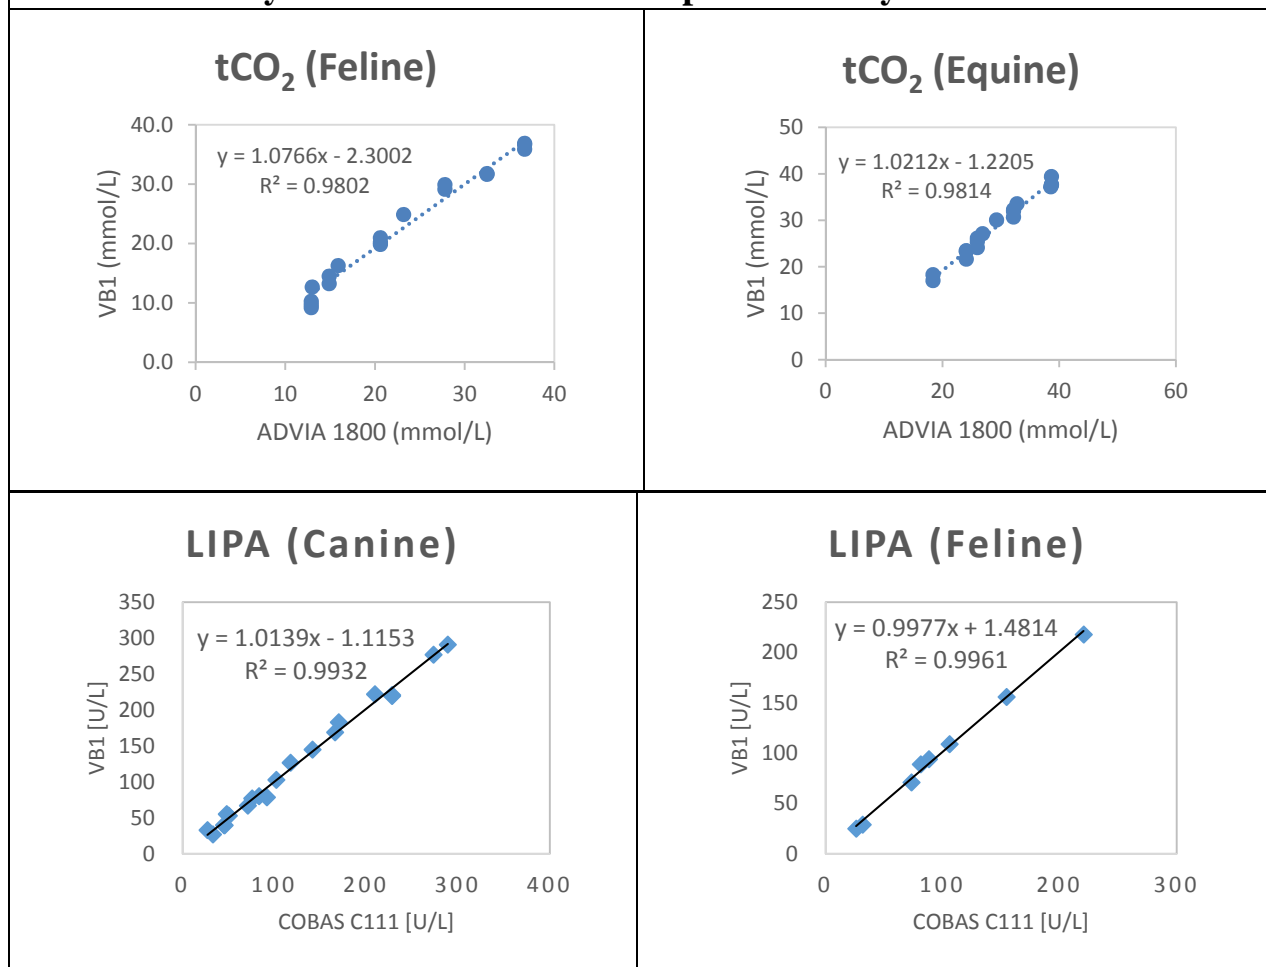 tCO₂ (Feline)
40.0
30.0
20.0
10.0
0.0
VB1 (mmol/L)
y = 1.0766x - 2.3002
R² = 0.9802
0 10 20 30 40
ADVIA 1800 (mmol/L)
tCO₂ (Equine)
50
40
30
20
10
0
VB1 (mmol/L)
y = 1.0212x - 1.2205
R² = 0.9814
0 20 40 60
ADVIA 1800 (mmol/L)
LIPA (Canine)
350
300
250
200
150
100
50
0
VB1 [U/L]
y = 1.0139x - 1.1153
R² = 0.9932
0 100 200 300 400
COBAS C111 [U/L]
LIPA (Feline)
250
200
150
100
50
0
VB1 [U/L]
y = 0.9977x + 1.4814
R² = 0.9961
0 100 200 300
COBAS C111 [U/L]